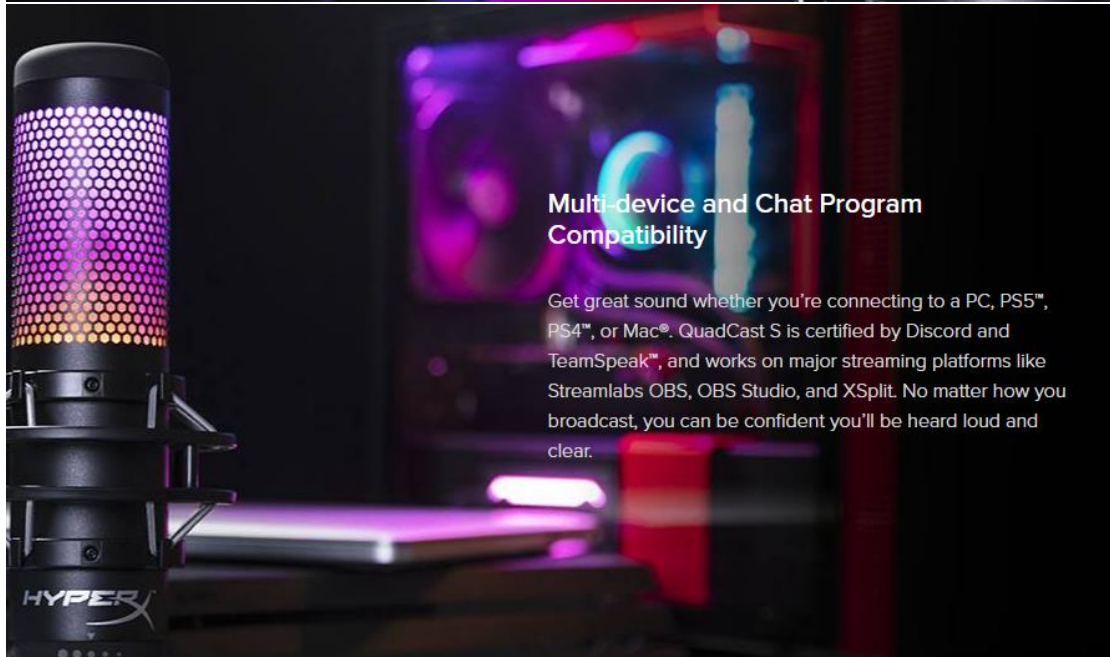 Multi-device and Chat Program
Compatibility
Get great sound whether you're connecting to a PC, PS5™,
PS4™, or Mac®. QuadCast S is certified by Discord and
TeamSpeak™, and works on major streaming platforms like
Streamlabs OBS, OBS Studio, and XSplit. No matter how you
broadcast, you can be confident you'll be heard loud and
clear.
HYPERX